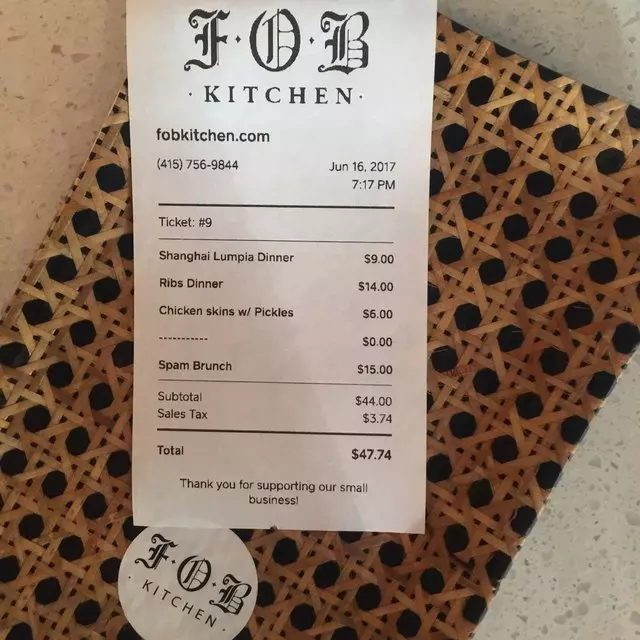 F·O·B
·KITCHEN·
fobkitchen.com
(415) 756-9844 Jun 16, 2017
7:17 PM
Ticket: #9
Shanghai Lumpia Dinner $9.00
Ribs Dinner $14.00
Chicken skins w/ Pickles $6.00
----------- $0.00
Spam Brunch $15.00
Subtotal $44.00
Sales Tax $3.74
Total $47.74
Thank you for supporting our small
business!
F·O·B
·KITCHEN·